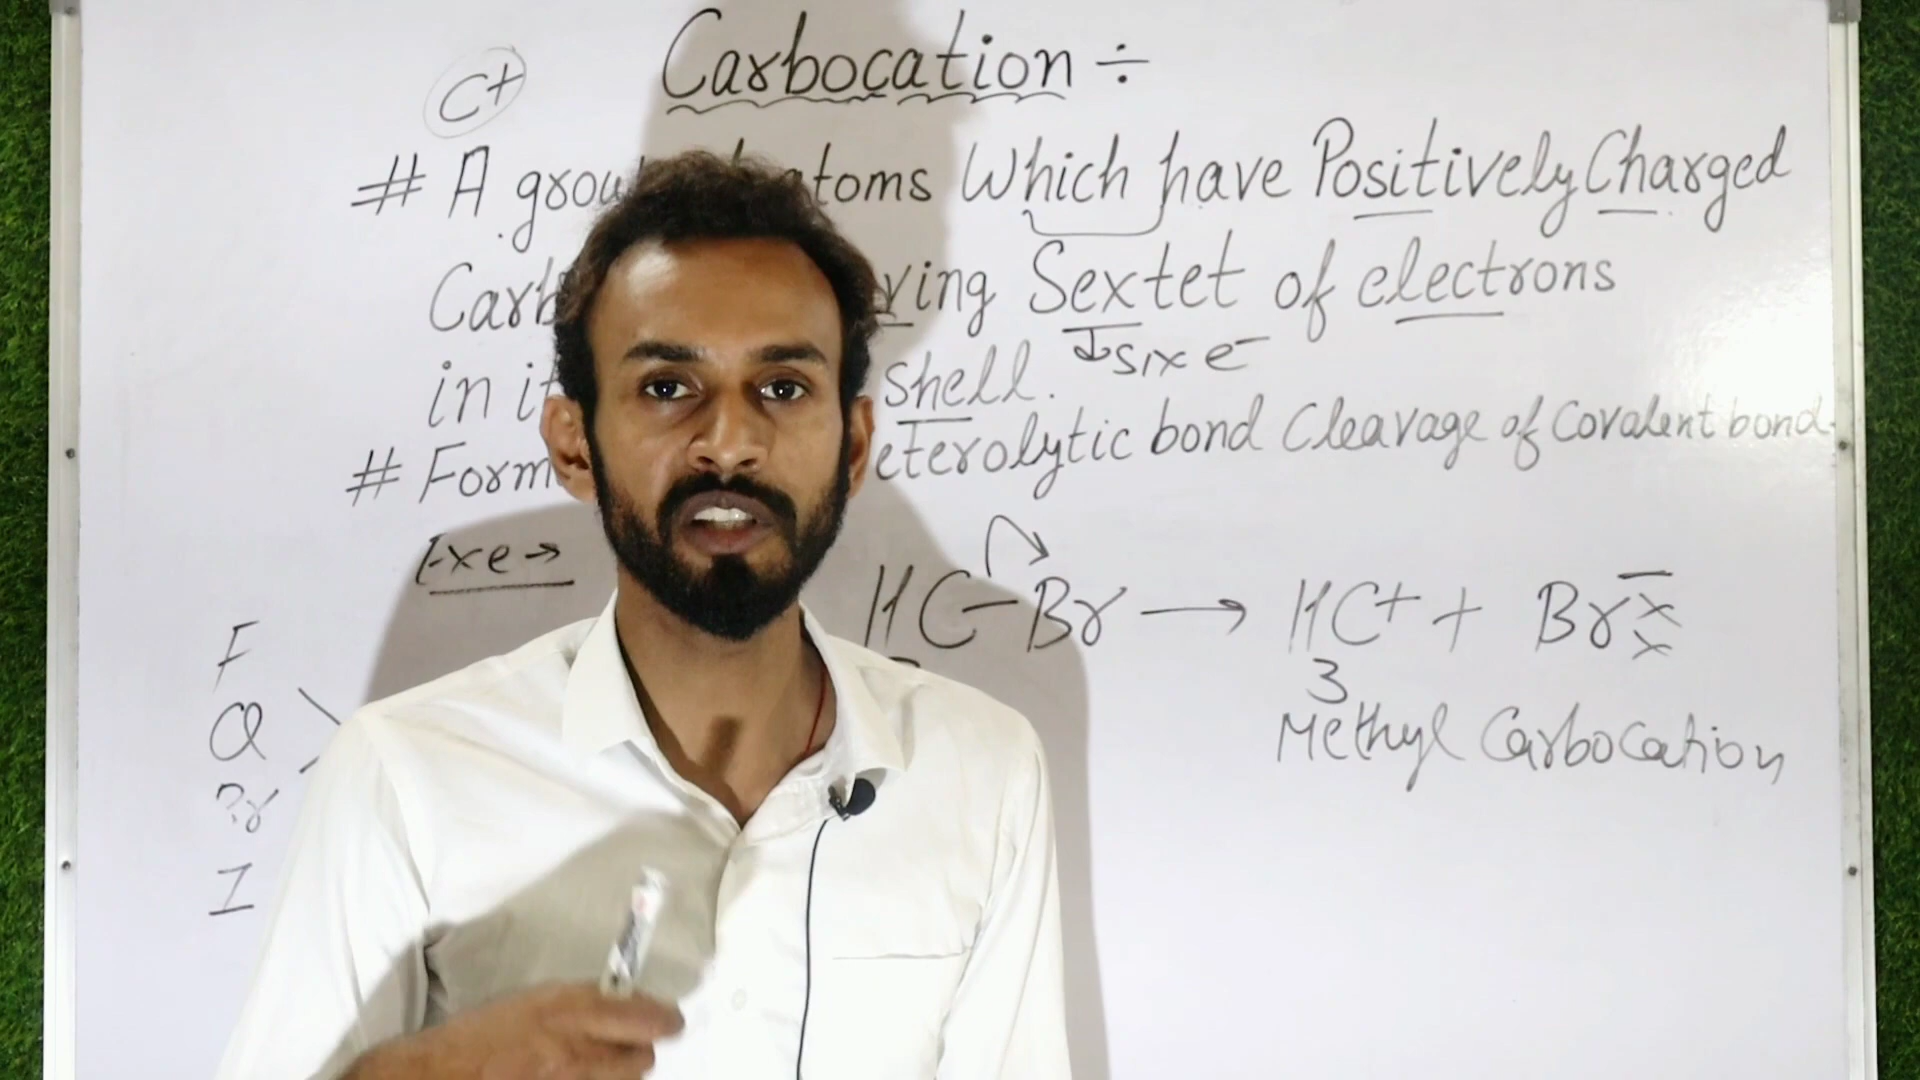 C+
Carbocation ÷
# A grou atoms Which have Positively Charged
Carb ving Sextet of electrons
↳ six e⁻
in it shell.
# Form eterolytic bond Cleavage of Covalent bond.
Exe →
H C – Br → H₃C+ + Br⁻ ××
Methyl Carbocation
F
Cl
Br
I